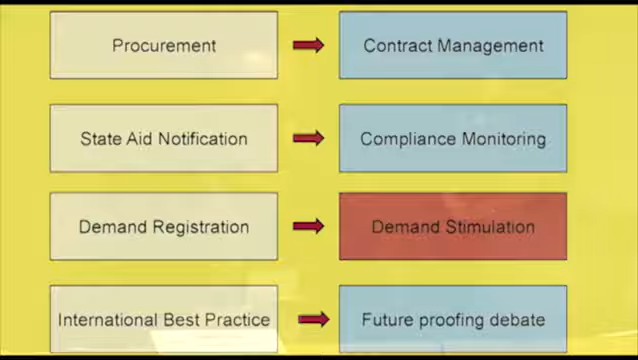 Procurement
Contract Management
State Aid Notification
Compliance Monitoring
Demand Registration
Demand Stimulation
International Best Practice
Future proofing debate